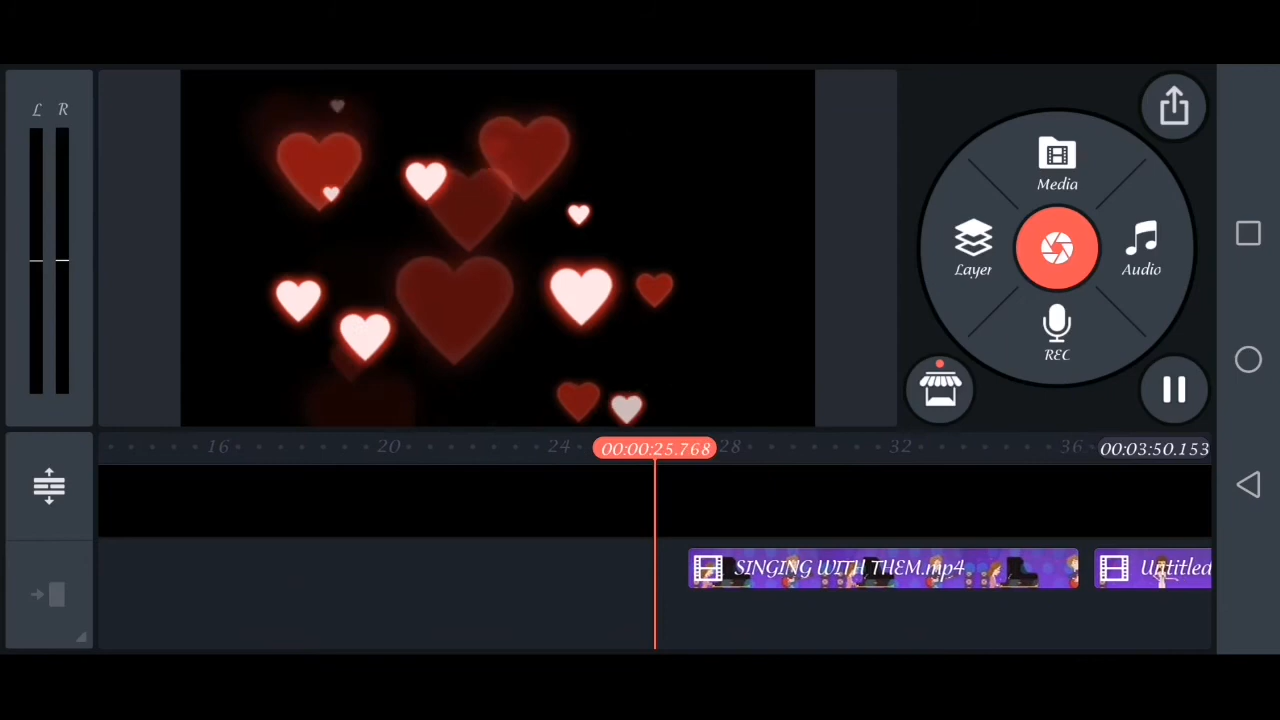 L R
Media
Layer
Audio
REC
16 20 24 00:00:25.768 28 32 36 00:03:50.153
SINGING WITH THEM.mp4
Untitled